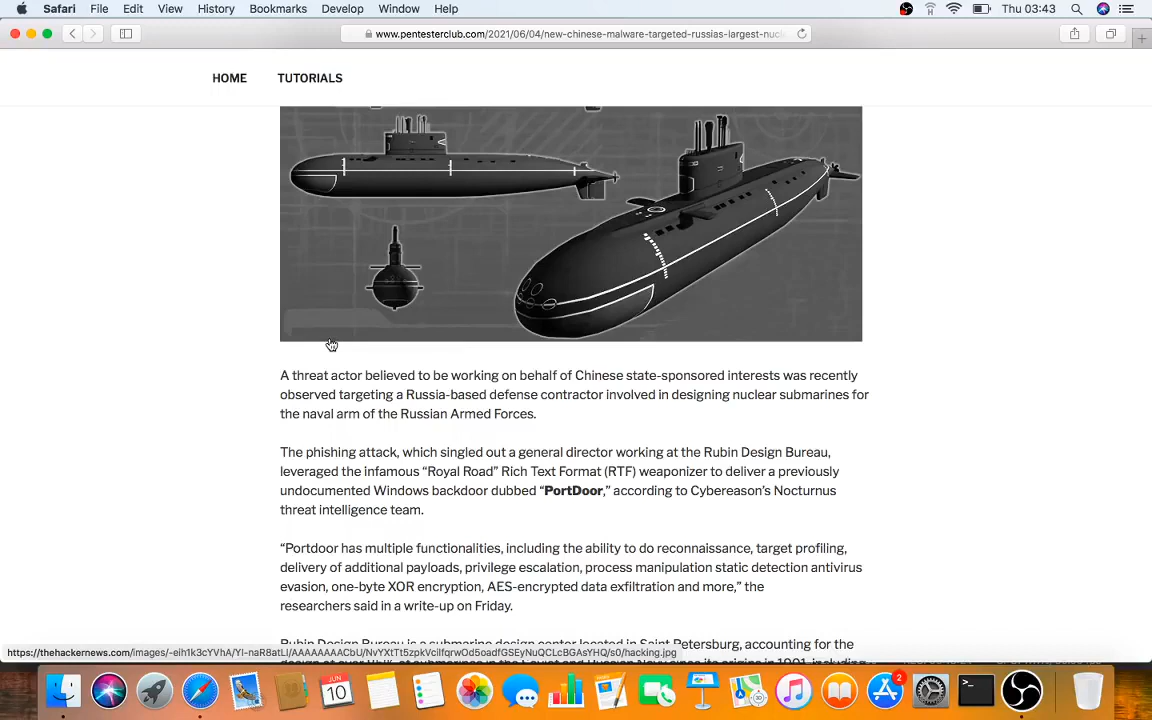 Safari File Edit View History Bookmarks Develop Window Help Thu 03:43
www.pentesterclub.com/2021/06/04/new-chinese-malware-targeted-russias-largest-nucl
HOME TUTORIALS
A threat actor believed to be working on behalf of Chinese state-sponsored interests was recently
observed targeting a Russia-based defense contractor involved in designing nuclear submarines for
the naval arm of the Russian Armed Forces.
The phishing attack, which singled out a general director working at the Rubin Design Bureau,
leveraged the infamous “Royal Road” Rich Text Format (RTF) weaponizer to deliver a previously
undocumented Windows backdoor dubbed “PortDoor,” according to Cybereason’s Nocturnus
threat intelligence team.
“Portdoor has multiple functionalities, including the ability to do reconnaissance, target profiling,
delivery of additional payloads, privilege escalation, process manipulation static detection antivirus
evasion, one-byte XOR encryption, AES-encrypted data exfiltration and more,” the
researchers said in a write-up on Friday.
Rubin Design Bureau is a submarine design center located in Saint Petersburg, accounting for the
JUN
10
2